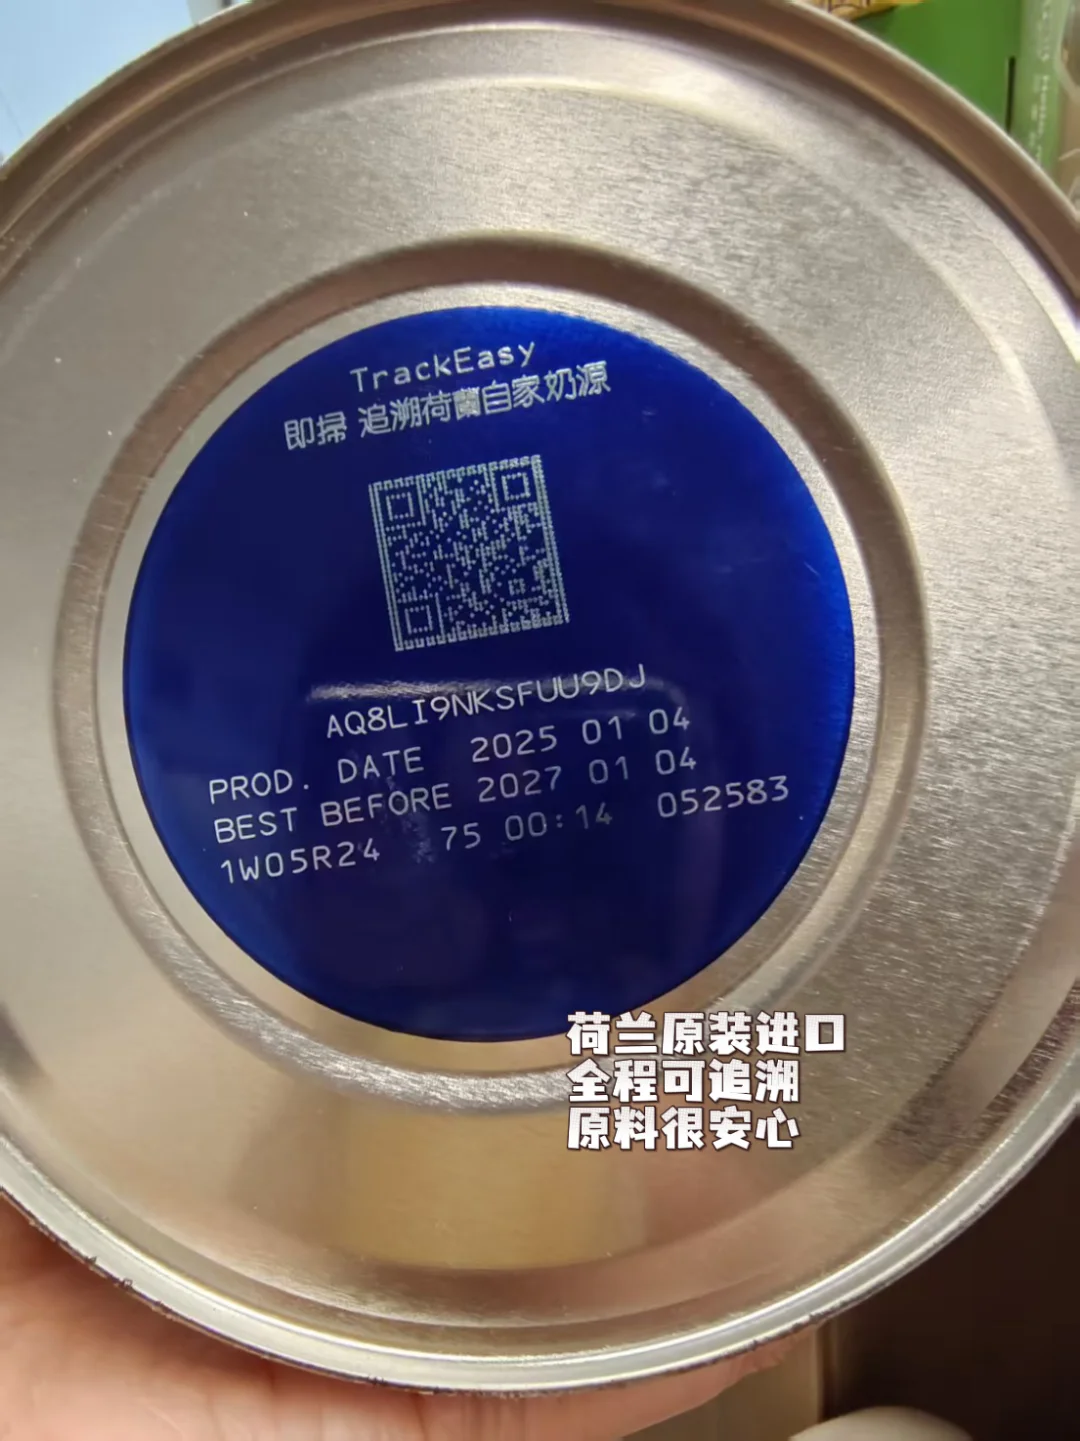 TrackEasy
即掃 追溯荷蘭自家奶源
AQ8LI9NKSFUU9DJ
PROD. DATE 2025 01 04
BEST BEFORE 2027 01 04
1W05R24 75 00:14 052583
荷兰原装进口
全程可追溯
原料很安心